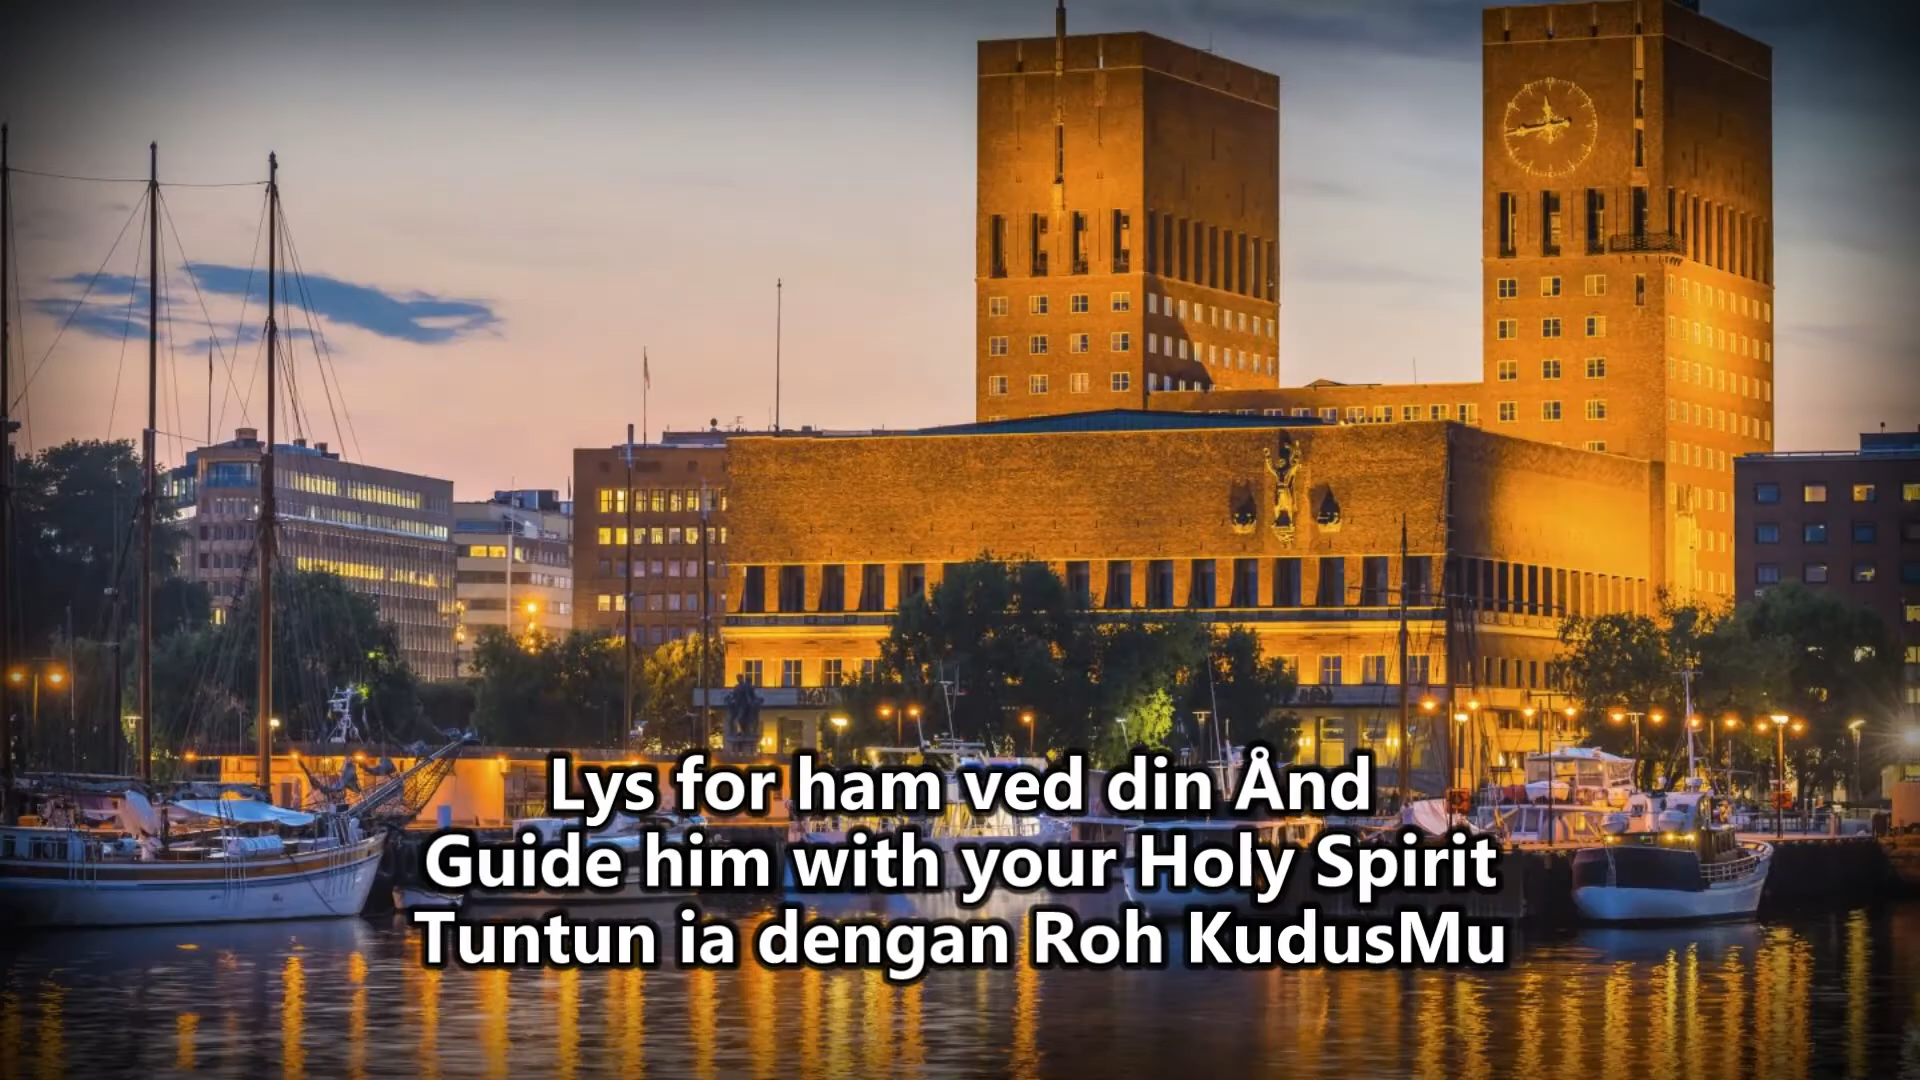 Lys for ham ved din Ånd
Guide him with your Holy Spirit
Tuntun ia dengan Roh KudusMu